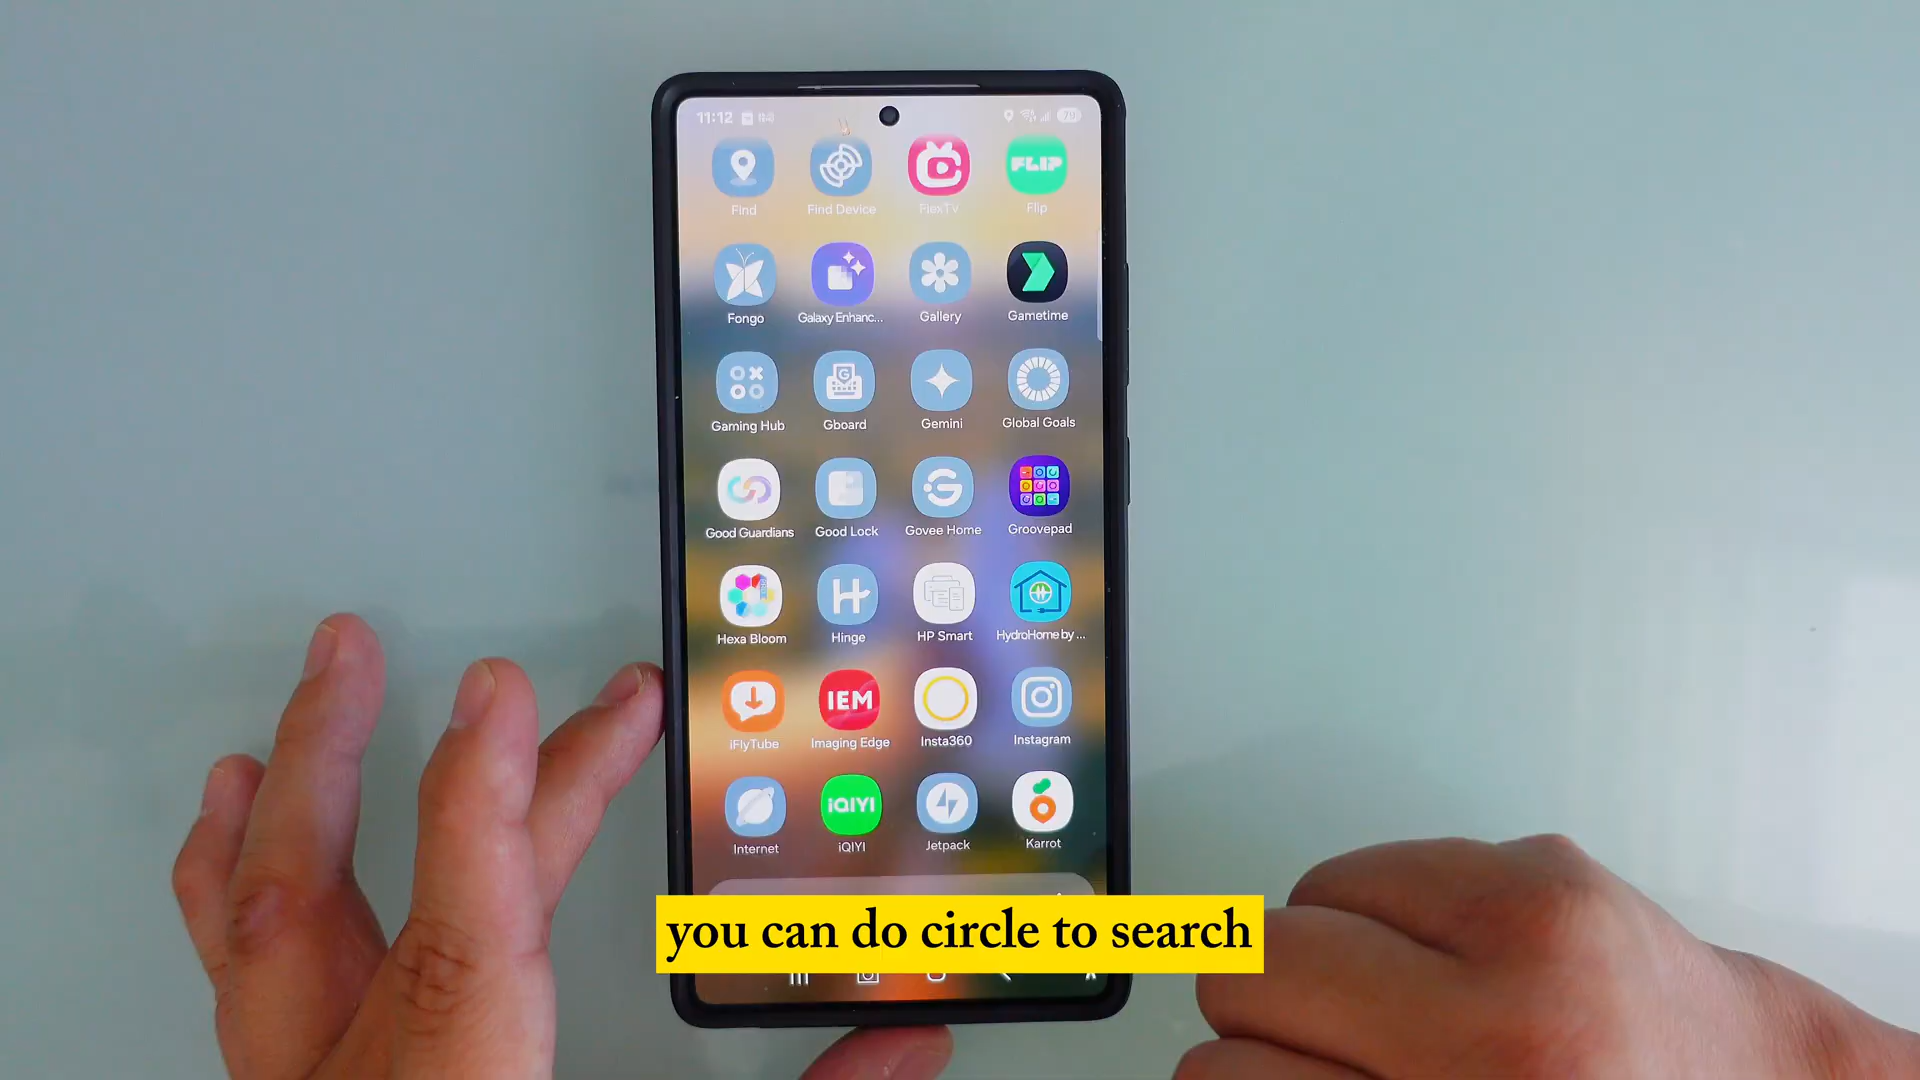 11:12
79
FLIP
Find Find Device FlexTV Flip
Fongo Galaxy Enhanc... Gallery Gametime
G
Gaming Hub Gboard Gemini Global Goals
Good Guardians Good Lock Govee Home Groovepad
H
Hexa Bloom Hinge HP Smart HydroHome by ...
IEM
iFlyTube Imaging Edge Insta360 Instagram
iQIYI
Internet iQIYI Jetpack Karrot
you can do circle to search